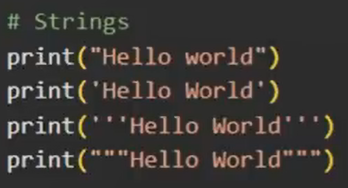 # Strings
print("Hello world")
print('Hello World')
print('''Hello World''')
print("""Hello World""")